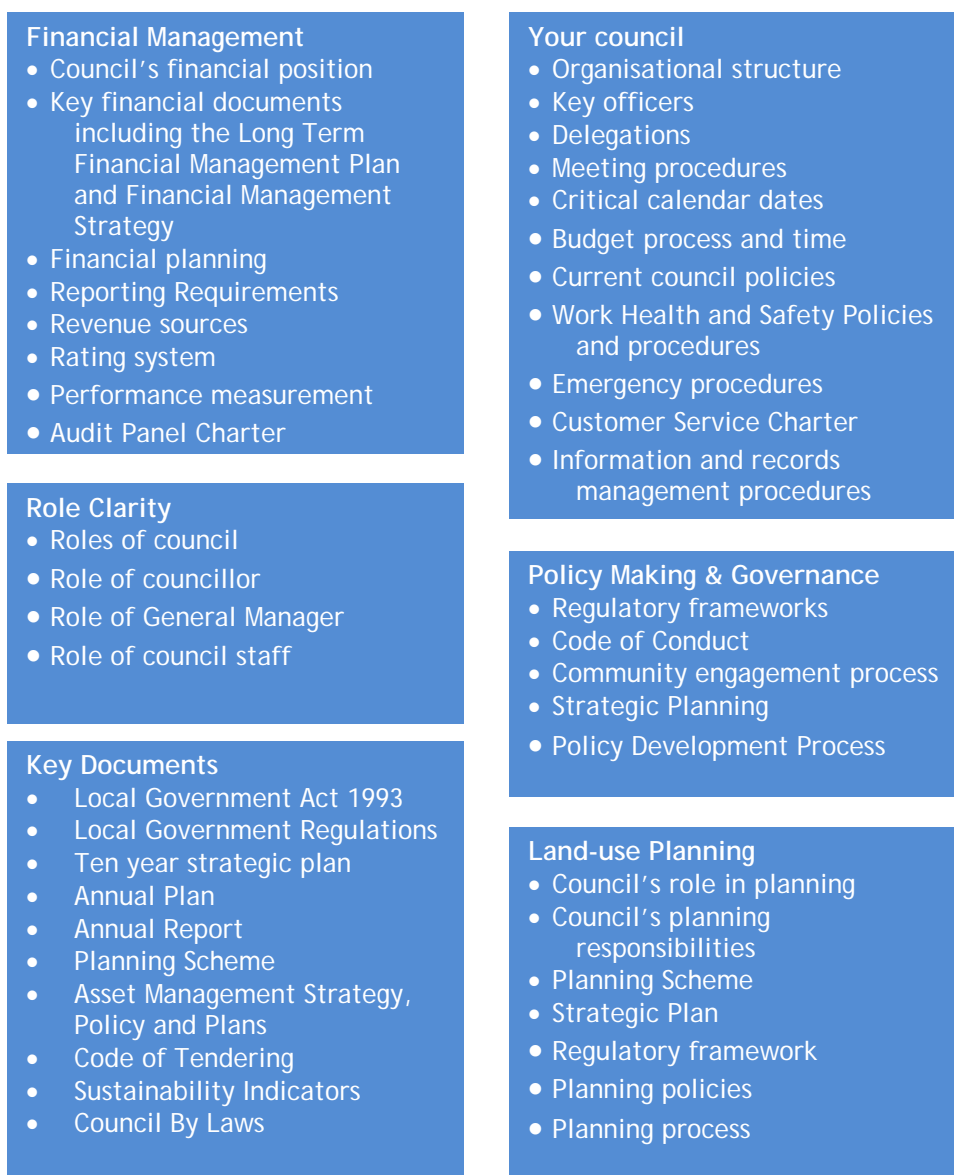 Financial Management
• Council's financial position
• Key financial documents
including the Long Term
Financial Management Plan
and Financial Management
Strategy
• Financial planning
• Reporting Requirements
• Revenue sources
• Rating system
• Performance measurement
• Audit Panel Charter
Role Clarity
• Roles of council
• Role of councillor
• Role of General Manager
• Role of council staff
Key Documents
• Local Government Act 1993
• Local Government Regulations
• Ten year strategic plan
• Annual Plan
• Annual Report
• Planning Scheme
• Asset Management Strategy,
Policy and Plans
• Code of Tendering
• Sustainability Indicators
• Council By Laws
Your council
• Organisational structure
• Key officers
• Delegations
• Meeting procedures
• Critical calendar dates
• Budget process and time
• Current council policies
• Work Health and Safety Policies
and procedures
• Emergency procedures
• Customer Service Charter
• Information and records
management procedures
Policy Making & Governance
• Regulatory frameworks
• Code of Conduct
• Community engagement process
• Strategic Planning
• Policy Development Process
Land-use Planning
• Council's role in planning
• Council's planning
responsibilities
• Planning Scheme
• Strategic Plan
• Regulatory framework
• Planning policies
• Planning process